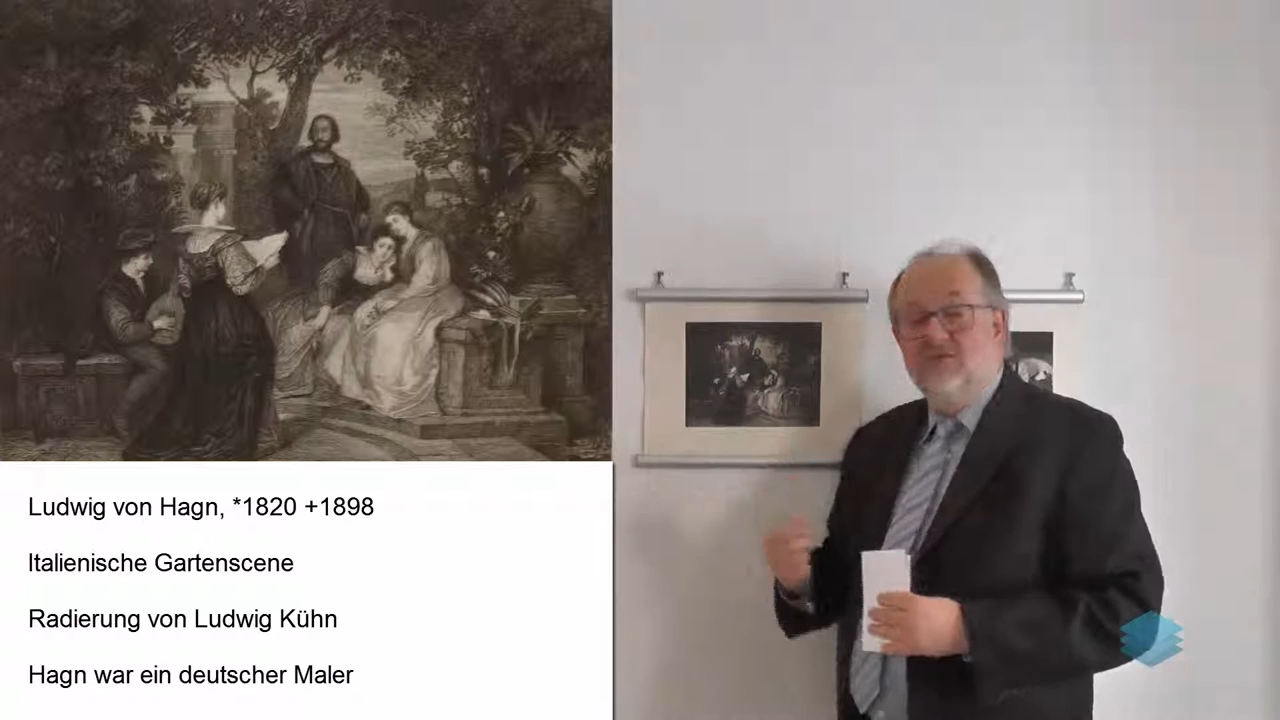 Ludwig von Hagn, *1820 +1898
Italienische Gartenscene
Radierung von Ludwig Kühn
Hagn war ein deutscher Maler